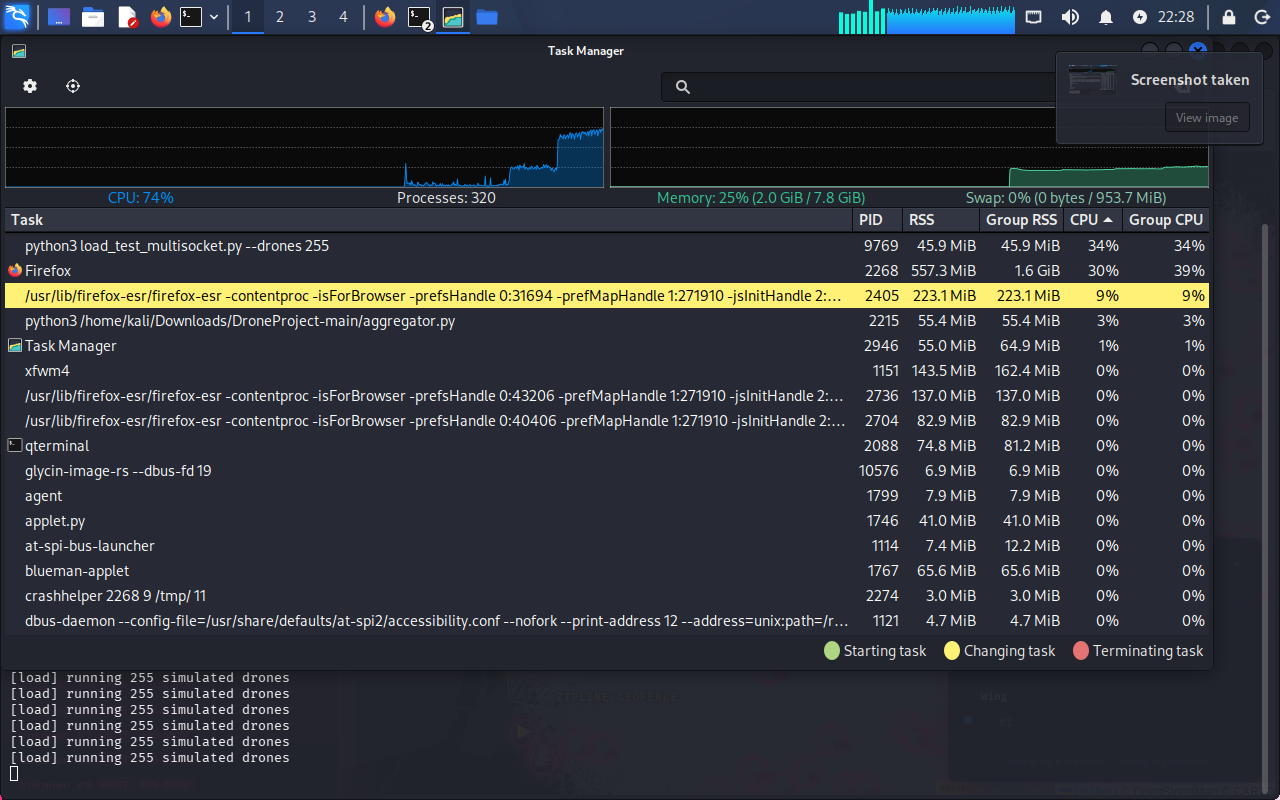 1 2 3 4 2 22:28
Task Manager
Screenshot taken
View image
CPU: 74% Processes: 320 Memory: 25% (2.0 GiB / 7.8 GiB) Swap: 0% (0 bytes / 953.7 MiB)
Task PID RSS Group RSS CPU Group CPU
python3 load_test_multisocket.py --drones 255 9769 45.9 MiB 45.9 MiB 34% 34%
Firefox 2268 557.3 MiB 1.6 GiB 30% 39%
/usr/lib/firefox-esr/firefox-esr -contentproc -isForBrowser -prefsHandle 0:31694 -prefMapHandle 1:271910 -jsInitHandle 2:... 2405 223.1 MiB 223.1 MiB 9% 9%
python3 /home/kali/Downloads/DroneProject-main/aggregator.py 2215 55.4 MiB 55.4 MiB 3% 3%
Task Manager 2946 55.0 MiB 64.9 MiB 1% 1%
xfwm4 1151 143.5 MiB 162.4 MiB 0% 0%
/usr/lib/firefox-esr/firefox-esr -contentproc -isForBrowser -prefsHandle 0:43206 -prefMapHandle 1:271910 -jsInitHandle 2:... 2736 137.0 MiB 137.0 MiB 0% 0%
/usr/lib/firefox-esr/firefox-esr -contentproc -isForBrowser -prefsHandle 0:40406 -prefMapHandle 1:271910 -jsInitHandle 2:... 2704 82.9 MiB 82.9 MiB 0% 0%
qterminal 2088 74.8 MiB 81.2 MiB 0% 0%
glycin-image-rs --dbus-fd 19 10576 6.9 MiB 6.9 MiB 0% 0%
agent 1799 7.9 MiB 7.9 MiB 0% 0%
applet.py 1746 41.0 MiB 41.0 MiB 0% 0%
at-spi-bus-launcher 1114 7.4 MiB 12.2 MiB 0% 0%
blueman-applet 1767 65.6 MiB 65.6 MiB 0% 0%
crashhelper 2268 9 /tmp/ 11 2274 3.0 MiB 3.0 MiB 0% 0%
dbus-daemon --config-file=/usr/share/defaults/at-spi2/accessibility.conf --nofork --print-address 12 --address=unix:path=/r... 1121 4.7 MiB 4.7 MiB 0% 0%
Starting task Changing task Terminating task
[load] running 255 simulated drones
[load] running 255 simulated drones
[load] running 255 simulated drones
[load] running 255 simulated drones
[load] running 255 simulated drones
[load] running 255 simulated drones
Wing